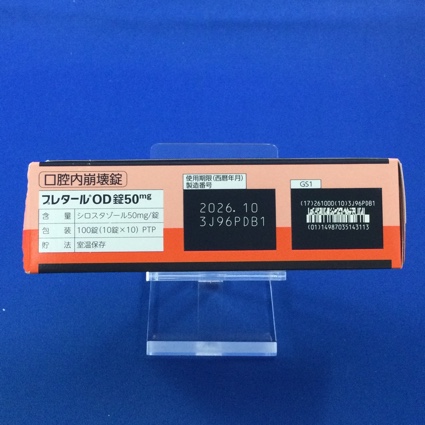 口腔内崩壊錠
プレタール®OD錠50mg
含量 シロスタゾール50mg/錠
包装 100錠(10錠×10) PTP
貯法 室温保存
使用期限(西暦年月)
製造番号
2026.10
3J96PDB1
GS1
(17)261000(10)3J96PDB1
(01)14987035143113